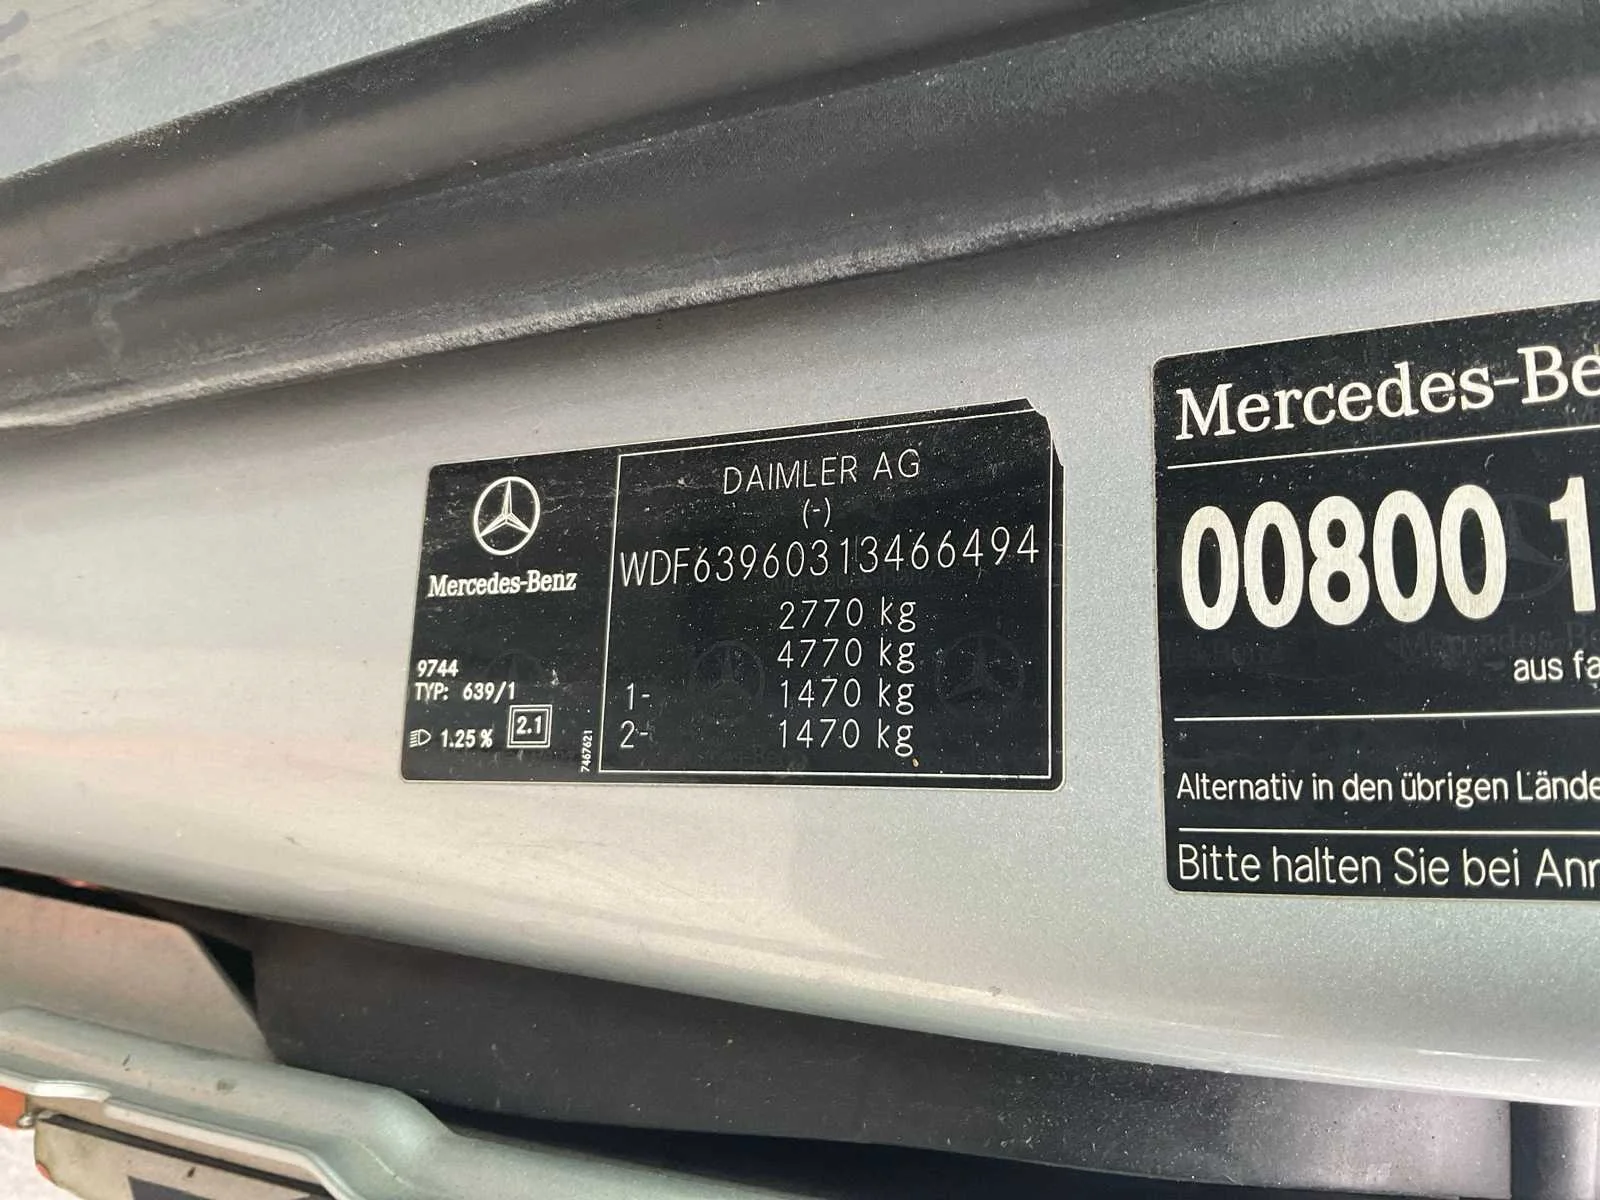 DAIMLER AG
(-)
WDF63960313466494
2770 kg
4770 kg
1- 1470 kg
2- 1470 kg
Mercedes-Benz
9744
TYP: 639/1
1.25 % 2.1
7467621
Mercedes-Be
00800 1
aus fa
Alternativ in den übrigen Lände
Bitte halten Sie bei Anr